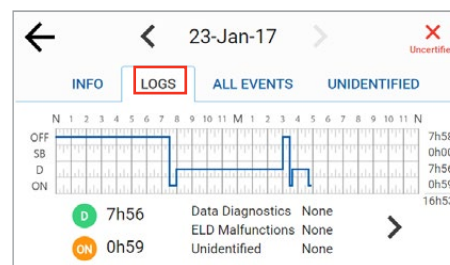 23-Jan-17
Uncertifie
INFO LOGS ALL EVENTS UNIDENTIFIED
N 1 2 3 4 5 6 7 8 9 10 11 M 1 2 3 4 5 6 7 8 9 10 11 N
OFF 7h58
SB 0h00
D 7h56
ON 0h59
16h53
D 7h56 Data Diagnostics None
ELD Malfunctions None
ON 0h59 Unidentified None